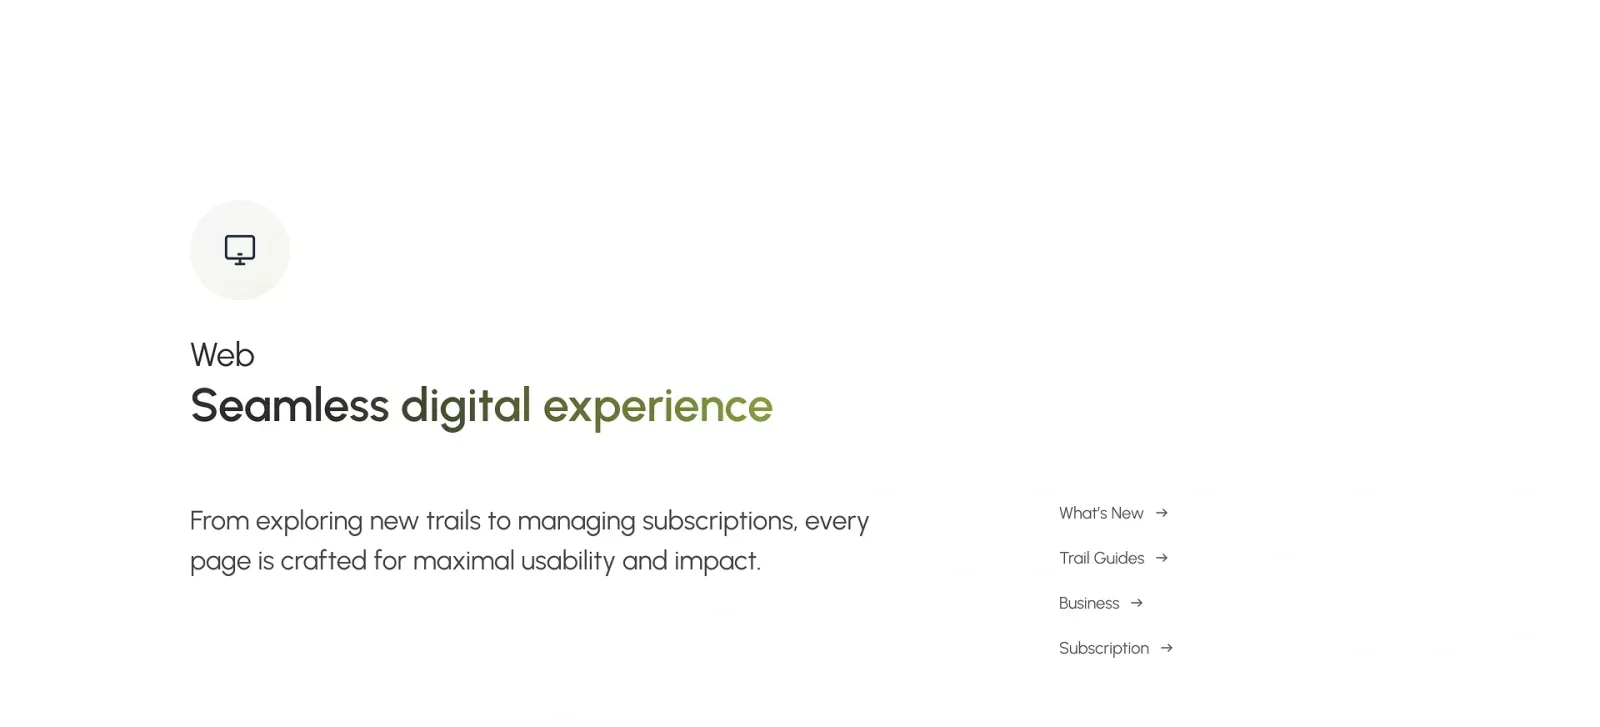 Web
Seamless digital experience
From exploring new trails to managing subscriptions, every
page is crafted for maximal usability and impact.
What's New →
Trail Guides →
Business →
Subscription →